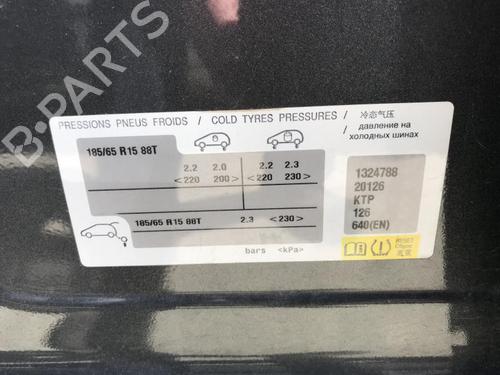 B-PARTS
PRESSIONS PNEUS FROIDS / COLD TYRES PRESSURES / 冷态气压
давление на
холодных шинах
185/65 R15 88T
2.2 2.0 2.2 2.3
<220 200> <220 230>
185/65 R15 88T 2.3 <230>
bars <kPa>
1324788
20126
KTP
126
640(EN)
RESET